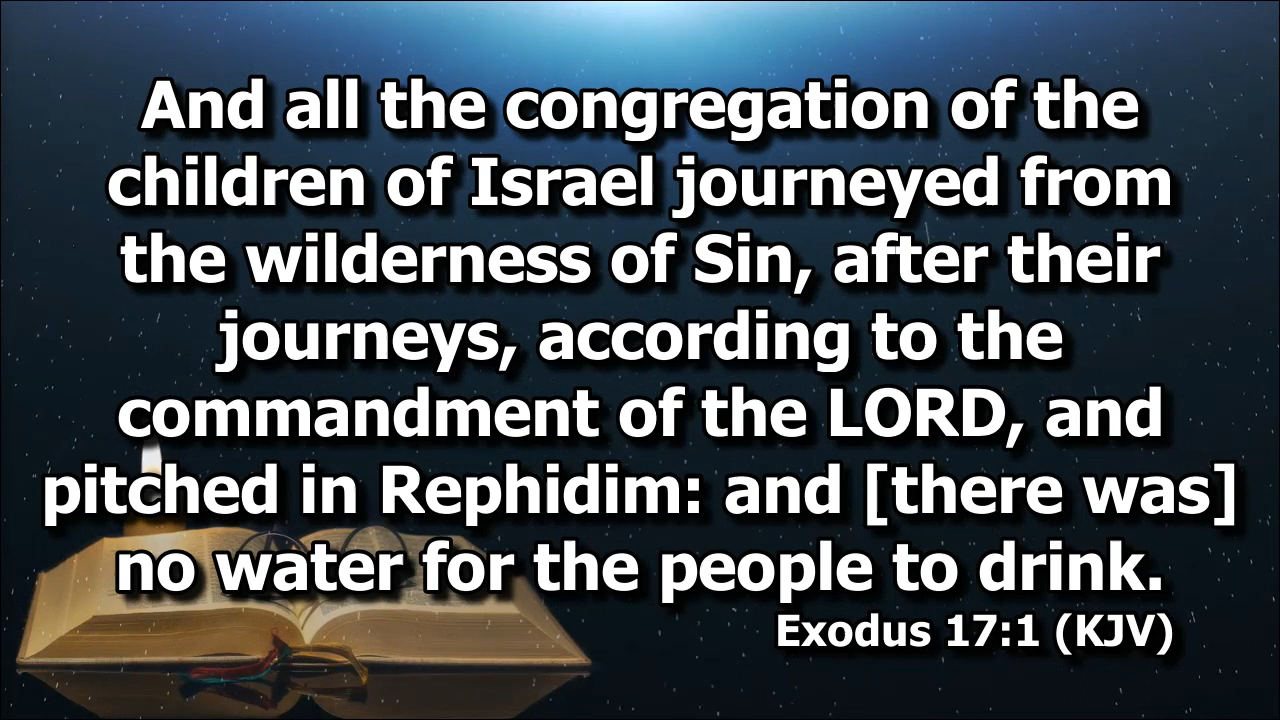 And all the congregation of the
children of Israel journeyed from
the wilderness of Sin, after their
journeys, according to the
commandment of the LORD, and
pitched in Rephidim: and [there was]
no water for the people to drink.
Exodus 17:1 (KJV)